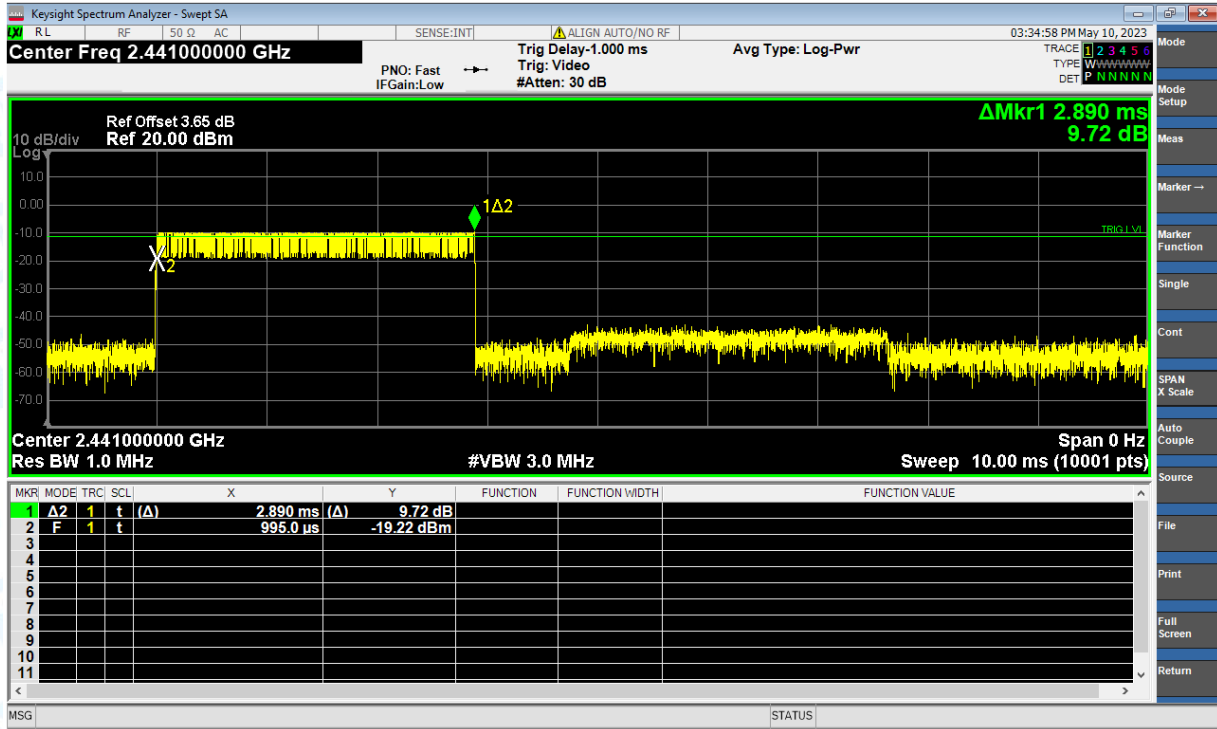 Keysight Spectrum Analyzer - Swept SA
LXI RL RF 50 Ω AC SENSE:INT ALIGN AUTO/NO RF 03:34:58 PM May 10, 2023
Center Freq 2.441000000 GHz
PNO: Fast
IFGain:Low
Trig Delay-1.000 ms
Trig: Video
#Atten: 30 dB
Avg Type: Log-Pwr
TRACE 1 2 3 4 5 6
TYPE WWWWWW
DET P N N N N N
ΔMkr1 2.890 ms
9.72 dB
Ref Offset 3.65 dB
10 dB/div Ref 20.00 dBm
Log
10.0
0.00
-10.0
-20.0
-30.0
-40.0
-50.0
-60.0
-70.0
1Δ2
TRIG LVL
X2
Center 2.441000000 GHz Span 0 Hz
Res BW 1.0 MHz #VBW 3.0 MHz Sweep 10.00 ms (10001 pts)
MKR MODE TRC SCL X Y FUNCTION FUNCTION WIDTH FUNCTION VALUE
1 Δ2 1 t (Δ) 2.890 ms (Δ) 9.72 dB
2 F 1 t 995.0 µs -19.22 dBm
3
4
5
6
7
8
9
10
11
MSG STATUS
Mode
Mode
Setup
Meas
Marker →
Marker
Function
Single
Cont
SPAN
X Scale
Auto
Couple
Source
File
Print
Full
Screen
Return